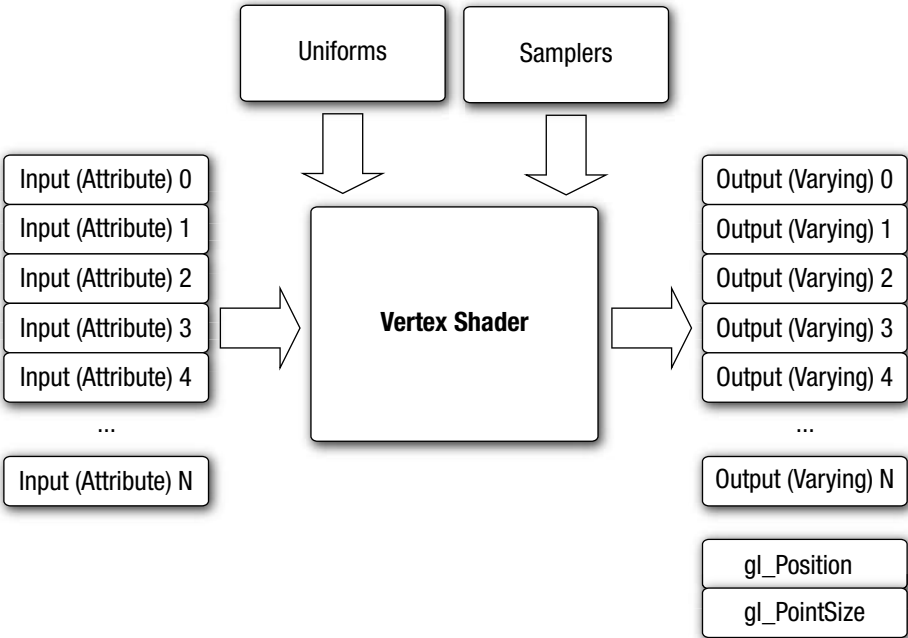 Uniforms
Samplers
Input (Attribute) 0
Input (Attribute) 1
Input (Attribute) 2
Input (Attribute) 3
Input (Attribute) 4
...
Input (Attribute) N
Vertex Shader
Output (Varying) 0
Output (Varying) 1
Output (Varying) 2
Output (Varying) 3
Output (Varying) 4
...
Output (Varying) N
gl_Position
gl_PointSize